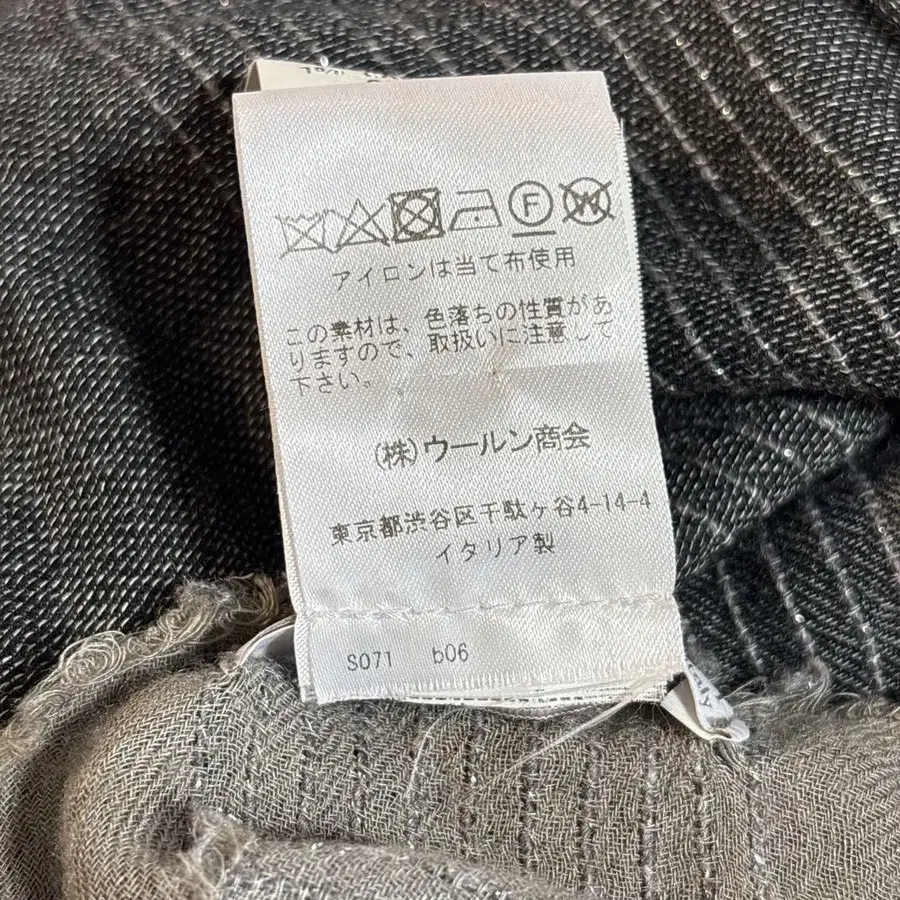 F W
アイロンは当て布使用
この素材は、色落ちの性質があ
りますので、取扱いに注意して
下さい。
(株)ウールン商会
東京都渋谷区千駄ヶ谷4-14-4
イタリア製
S071 b06